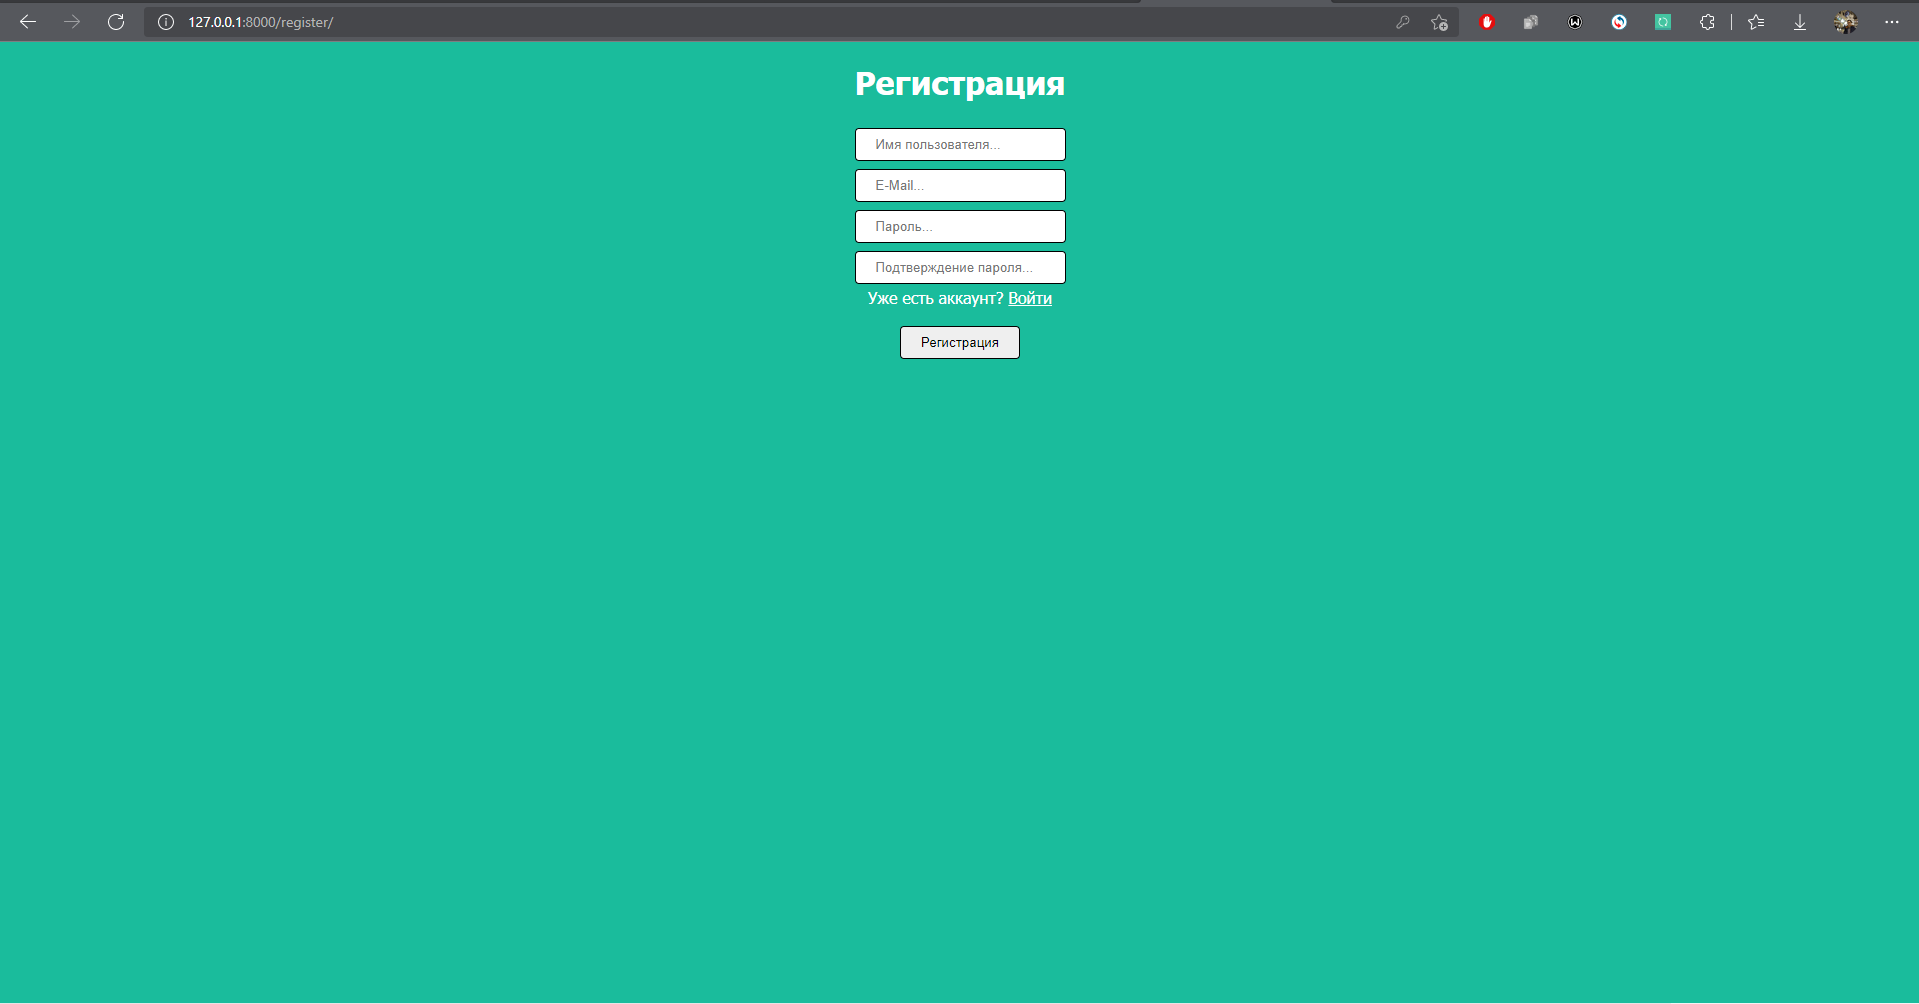 127.0.0.1:8000/register/
Регистрация
Имя пользователя...
E-Mail...
Пароль...
Подтверждение пароля...
Уже есть аккаунт? Войти
Регистрация